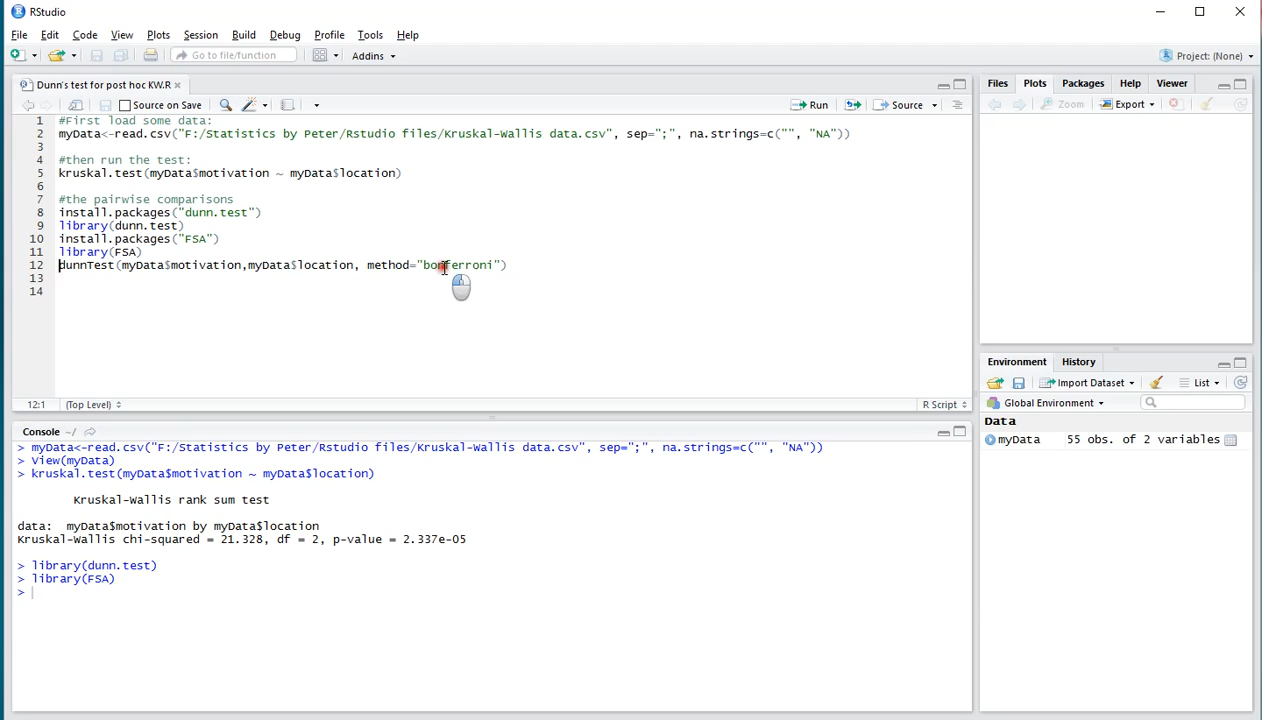 RStudio
File Edit Code View Plots Session Build Debug Profile Tools Help
Go to file/function Addins Project: (None)
Dunn's test for post hoc KW.R
Source on Save Run Source
1 #First load some data:
2 myData<-read.csv("F:/Statistics by Peter/Rstudio files/Kruskal-Wallis data.csv", sep=";", na.strings=c("", "NA"))
3
4 #then run the test:
5 kruskal.test(myData$motivation ~ myData$location)
6
7 #the pairwise comparisons
8 install.packages("dunn.test")
9 library(dunn.test)
10 install.packages("FSA")
11 library(FSA)
12 dunnTest(myData$motivation,myData$location, method="bonferroni")
13
14
12:1 (Top Level) R Script
Console ~/
> myData<-read.csv("F:/Statistics by Peter/Rstudio files/Kruskal-Wallis data.csv", sep=";", na.strings=c("", "NA"))
> View(myData)
> kruskal.test(myData$motivation ~ myData$location)
Kruskal-Wallis rank sum test
data: myData$motivation by myData$location
Kruskal-Wallis chi-squared = 21.328, df = 2, p-value = 2.337e-05
> library(dunn.test)
> library(FSA)
>
Files Plots Packages Help Viewer
Zoom Export
Environment History
Import Dataset List
Global Environment
Data
myData 55 obs. of 2 variables